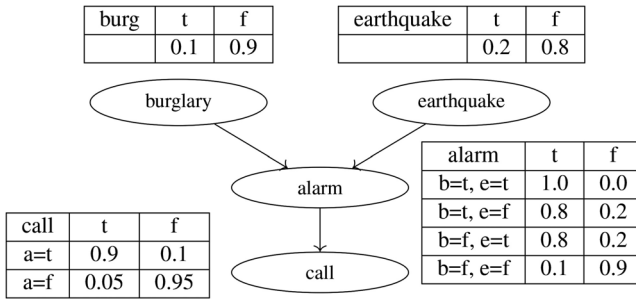 burg t f
0.1 0.9
earthquake t f
0.2 0.8
burglary
earthquake
alarm
call
alarm t f
b=t, e=t 1.0 0.0
b=t, e=f 0.8 0.2
b=f, e=t 0.8 0.2
b=f, e=f 0.1 0.9
call t f
a=t 0.9 0.1
a=f 0.05 0.95